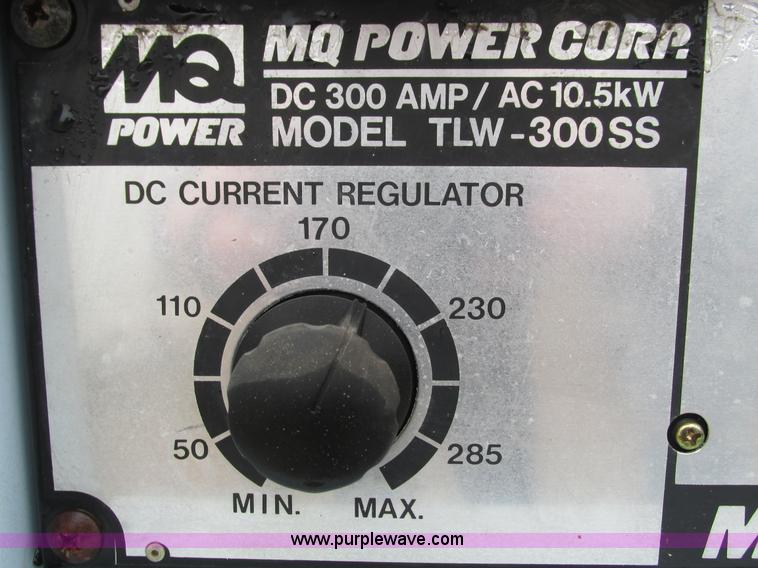 MQ POWER
MQ POWER CORP.
DC 300 AMP / AC 10.5kW
MODEL TLW-300SS
DC CURRENT REGULATOR
170
110
230
50
285
MIN. MAX.
www.purplewave.com